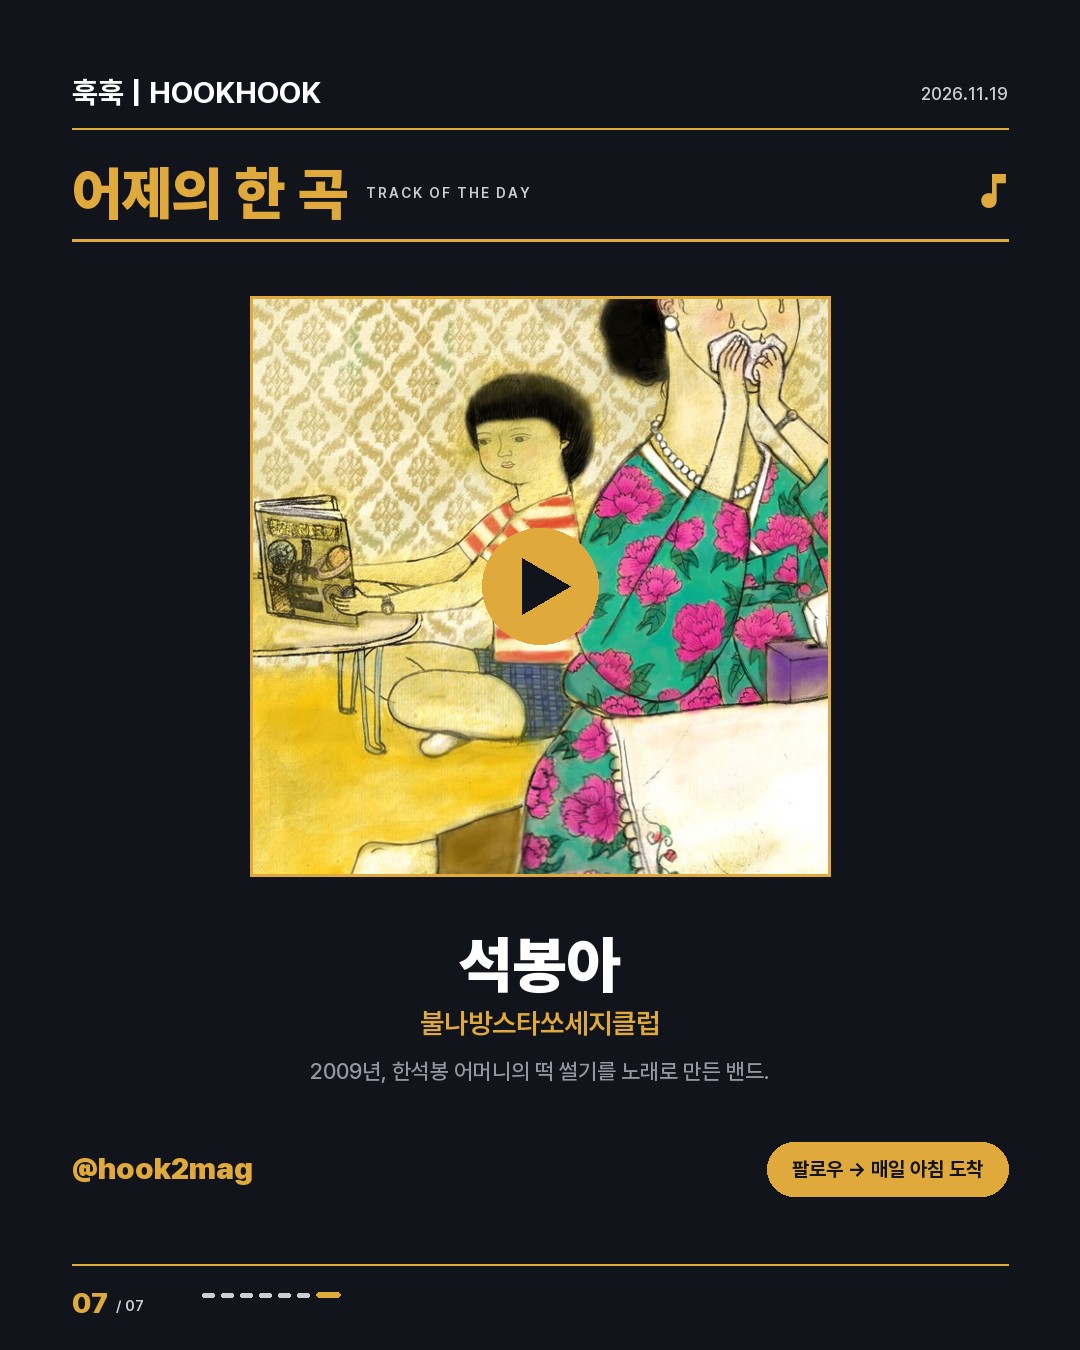 훅훅 | HOOKHOOK
2026.11.19
어제의 한 곡 TRACK OF THE DAY
석봉아
불나방스타쏘세지클럽
2009년, 한석봉 어머니의 떡 썰기를 노래로 만든 밴드.
@hook2mag
팔로우 → 매일 아침 도착
07 / 07